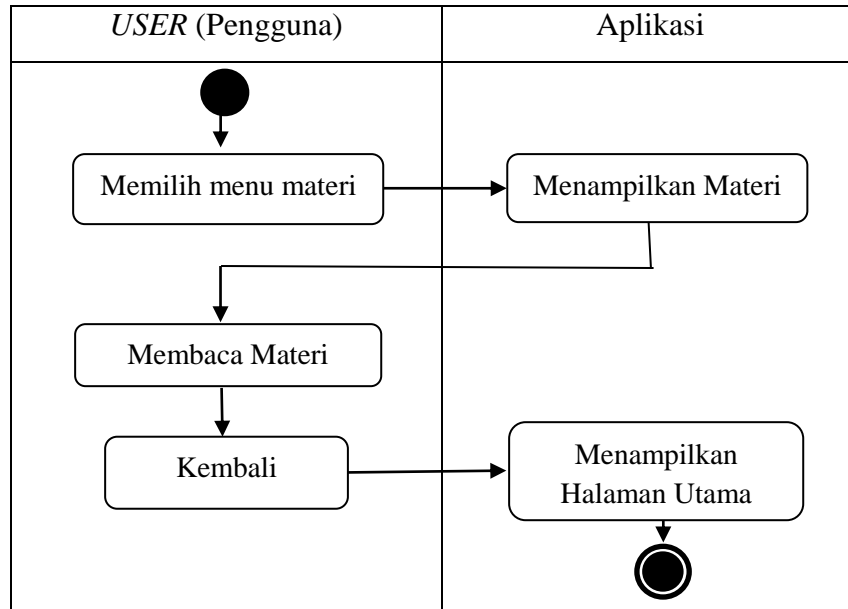 USER (Pengguna)
Aplikasi
Memilih menu materi
Menampilkan Materi
Membaca Materi
Kembali
Menampilkan
Halaman Utama